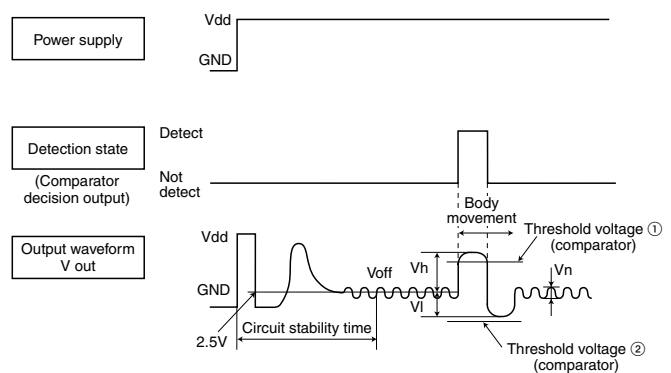 Power supply
Vdd
GND
Detection state
(Comparator
decision output)
Detect
Not
detect
Body
movement
Output waveform
V out
Vdd
GND
2.5V
Voff
Vh
Vl
Vn
Threshold voltage ①
(comparator)
Circuit stability time
Threshold voltage ②
(comparator)